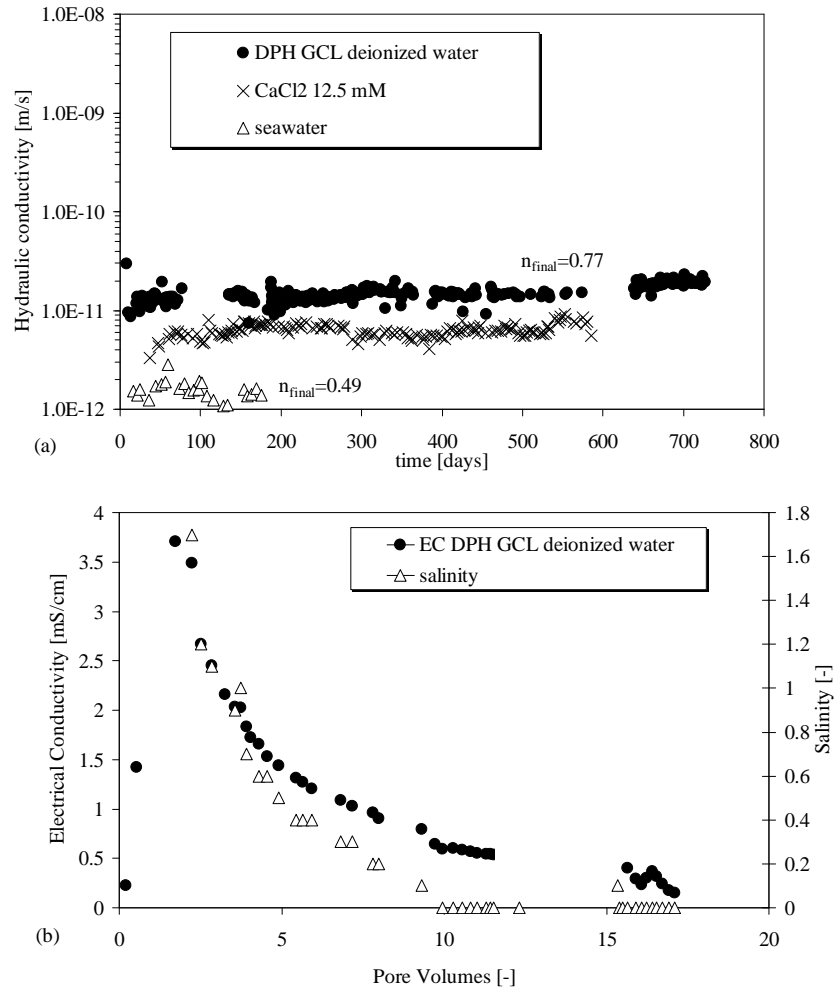 1.0E-08
1.0E-09
1.0E-10
1.0E-11
1.0E-12
Hydraulic conductivity [m/s]
DPH GCL deionized water
CaCl2 12.5 mM
seawater
n_final=0.77
n_final=0.49
0 100 200 300 400 500 600 700 800
time [days]
(a)
4
3.5
3
2.5
2
1.5
1
0.5
0
Electrical Conductivity [mS/cm]
EC DPH GCL deionized water
salinity
1.8
1.6
1.4
1.2
1
0.8
0.6
0.4
0.2
0
Salinity [-]
0 5 10 15 20
Pore Volumes [-]
(b)